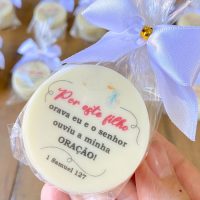 Por este filho
orava eu e o senhor
ouviu a minha
ORAÇÃO!
1 Samuel 1:27